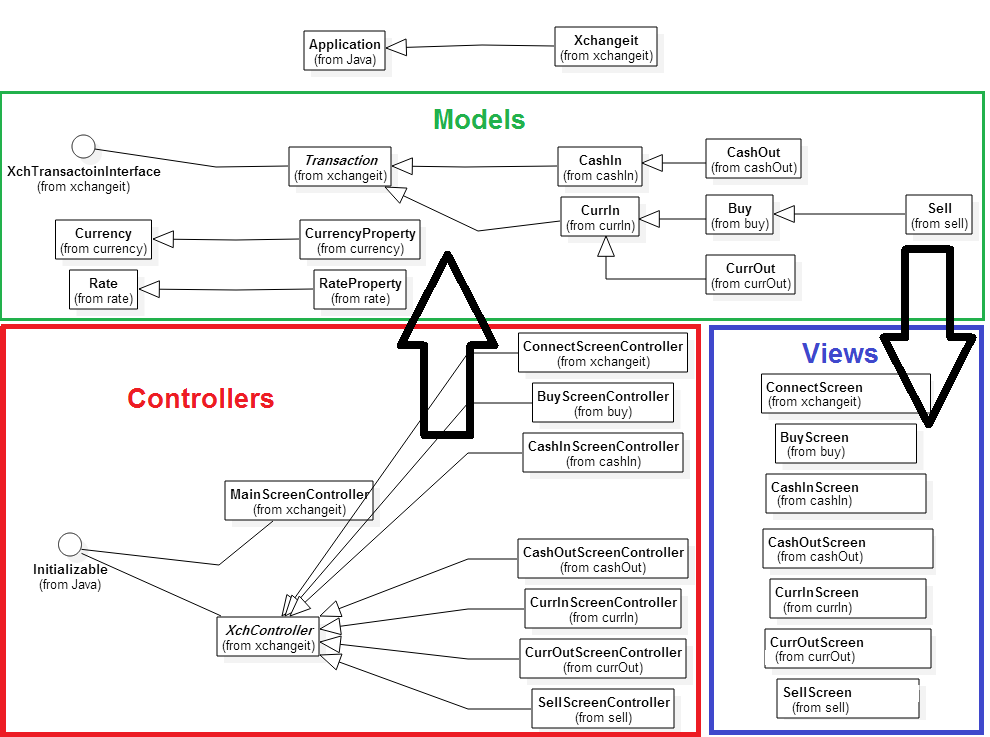 Application
(from Java)
Xchangeit
(from xchangeit)
Models
XchTransactoinInterface
(from xchangeit)
Transaction
(from xchangeit)
CashIn
(from cashIn)
CashOut
(from cashOut)
CurrIn
(from currIn)
Buy
(from buy)
Sell
(from sell)
Currency
(from currency)
CurrencyProperty
(from currency)
Rate
(from rate)
RateProperty
(from rate)
CurrOut
(from currOut)
Controllers
ConnectScreenController
(from xchangeit)
BuyScreenController
(from buy)
CashInScreenController
(from cashIn)
MainScreenController
(from xchangeit)
Initializable
(from Java)
XchController
(from xchangeit)
CashOutScreenController
(from cashOut)
CurrInScreenController
(from currIn)
CurrOutScreenController
(from currOut)
SellScreenController
(from sell)
Views
ConnectScreen
(from xchangeit)
BuyScreen
(from buy)
CashInScreen
(from cashIn)
CashOutScreen
(from cashOut)
CurrInScreen
(from currIn)
CurrOutScreen
(from currOut)
SellScreen
(from sell)